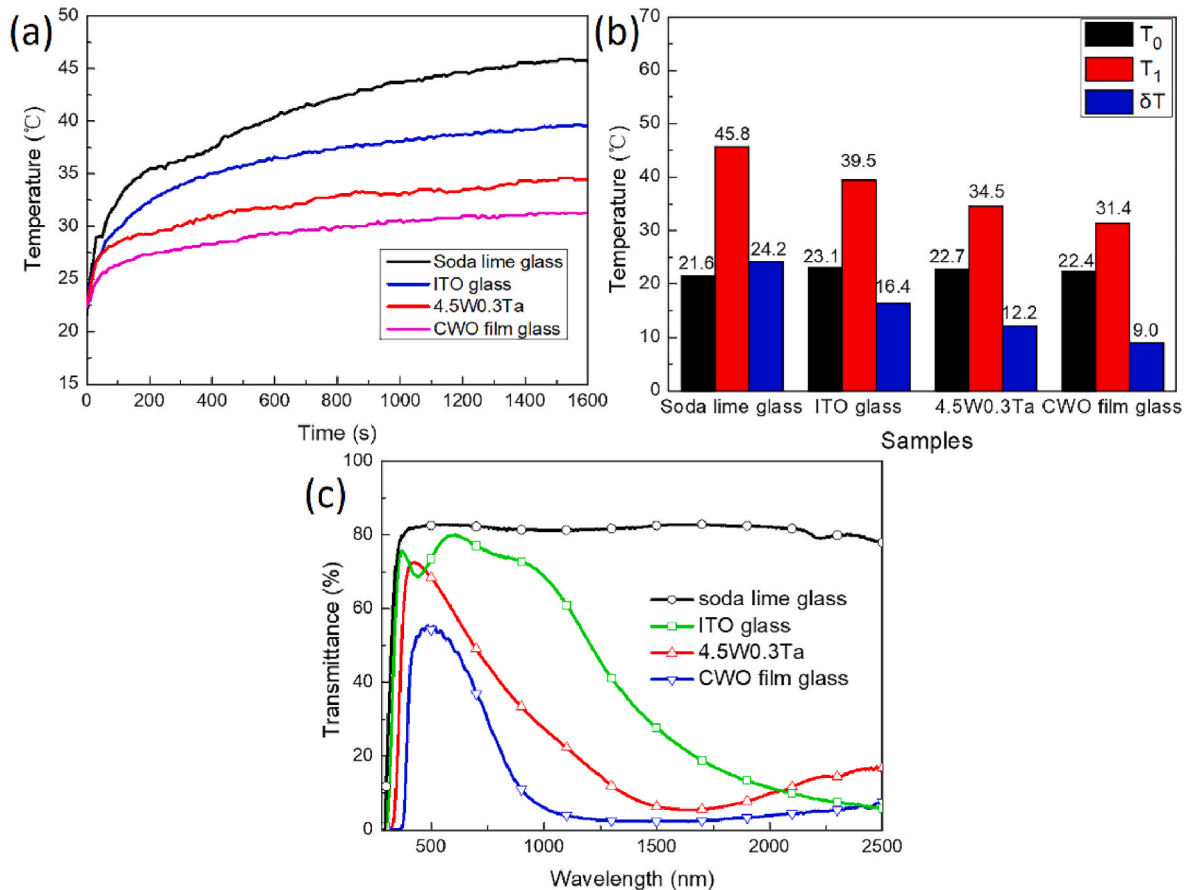 (a)
50
45
40
35
30
25
20
15
Temperature (℃)
0 200 400 600 800 1000 1200 1400 1600
Time (s)
Soda lime glass
ITO glass
4.5W0.3Ta
CWO film glass
(b)
70
60
50
40
30
20
10
0
Temperature (℃)
T0
T1
δT
21.6 45.8 24.2
23.1 39.5 16.4
22.7 34.5 12.2
22.4 31.4 9.0
Soda lime glass ITO glass 4.5W0.3Ta CWO film glass
Samples
(c)
100
80
60
40
20
0
Transmittance (%)
500 1000 1500 2000 2500
Wavelength (nm)
soda lime glass
ITO glass
4.5W0.3Ta
CWO film glass